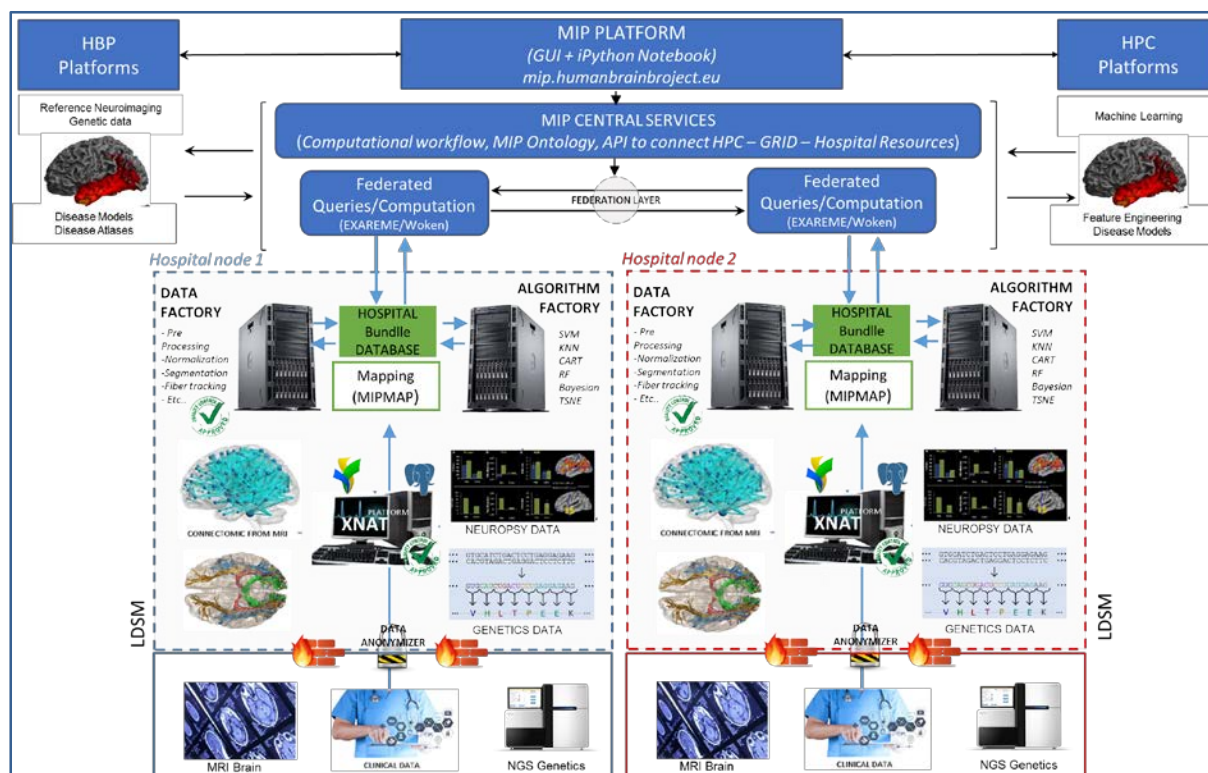 HBP
Platforms
MIP PLATFORM
(GUI + iPython Notebook)
mip.humanbrainbroject.eu
HPC
Platforms
Reference Neuroimaging
Genetic data
Disease Models
Disease Atlases
MIP CENTRAL SERVICES
(Computational workflow, MIP Ontology, API to connect HPC – GRID – Hospital Resources)
Machine Learning
Feature Engineering
Disease Models
Federated
Queries/Computation
(EXAREME/Woken)
FEDERATION LAYER
Federated
Queries/Computation
(EXAREME/Woken)
Hospital node 1
DATA
FACTORY
- Pre
Processing
-Normalization
-Segmentation
-Fiber tracking
- Etc..
HOSPITAL
Bundlle
DATABASE
Mapping
(MIPMAP)
ALGORITHM
FACTORY
SVM
KNN
CART
RF
Bayesian
TSNE
APPROVED
CONNECTOMIC FROM MRI
PLATFORM
XNAT
APPROVED
NEUROPSY DATA
V H L T P E E K
GENETICS DATA
LDSM
DATA
ANONYMIZER
MRI Brain
CLINICAL DATA
NGS Genetics
Hospital node 2
DATA
FACTORY
- Pre
Processing
-Normalization
-Segmentation
-Fiber tracking
- Etc..
HOSPITAL
Bundlle
DATABASE
Mapping
(MIPMAP)
ALGORITHM
FACTORY
SVM
KNN
CART
RF
Bayesian
TSNE
APPROVED
CONNECTOMIC FROM MRI
PLATFORM
XNAT
APPROVED
NEUROPSY DATA
V H L T P E E K
GENETICS DATA
LDSM
DATA
ANONYMIZER
MRI Brain
CLINICAL DATA
NGS Genetics